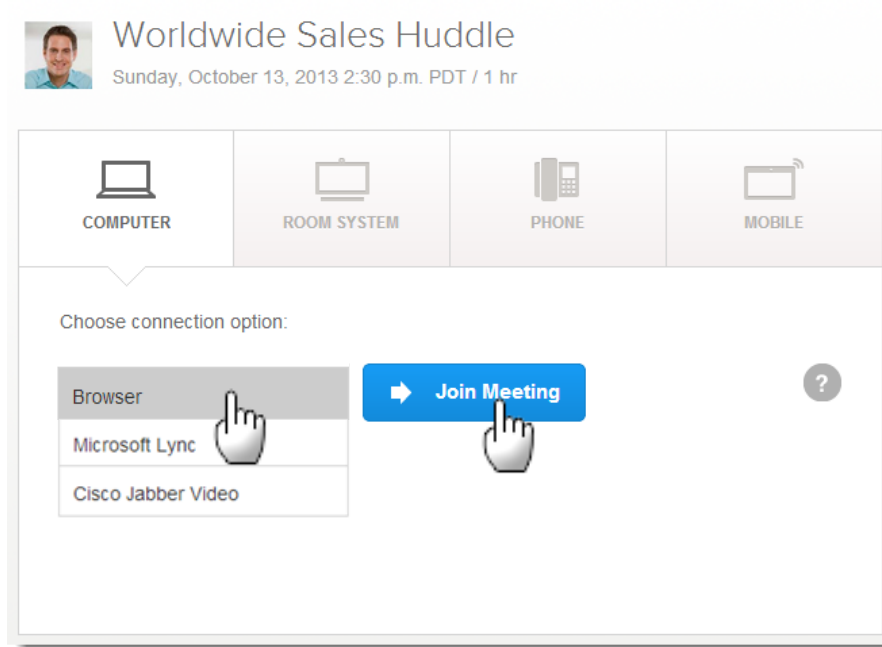 Worldwide Sales Huddle
Sunday, October 13, 2013 2:30 p.m. PDT / 1 hr
COMPUTER ROOM SYSTEM PHONE MOBILE
Choose connection option:
Browser
Join Meeting
?
Microsoft Lync
Cisco Jabber Video